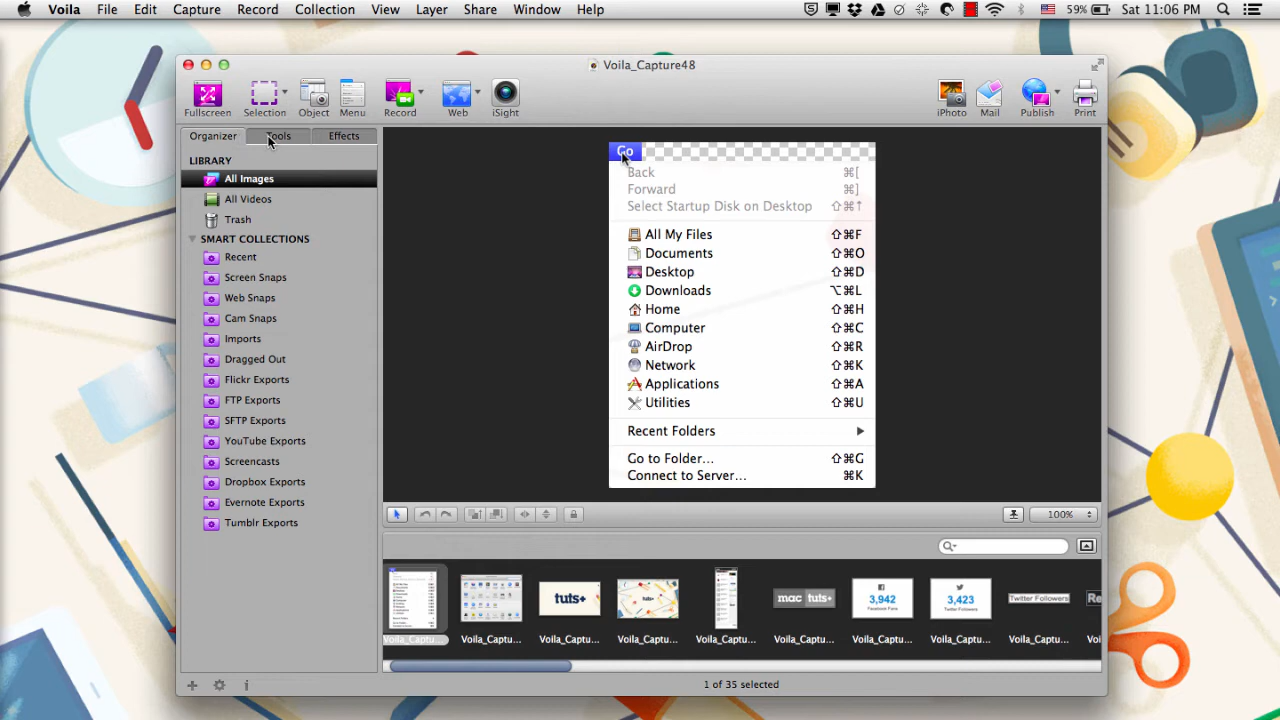 Voila File Edit Capture Record Collection View Layer Share Window Help 59% Sat 11:06 PM
Voila_Capture48
Fullscreen Selection Object Menu Record Web iSight iPhoto Mail Publish Print
Organizer Tools Effects
LIBRARY
All Images
All Videos
Trash
SMART COLLECTIONS
Recent
Screen Snaps
Web Snaps
Cam Snaps
Imports
Dragged Out
Flickr Exports
FTP Exports
SFTP Exports
YouTube Exports
Screencasts
Dropbox Exports
Evernote Exports
Tumblr Exports
Go
Back ⌘[
Forward ⌘]
Select Startup Disk on Desktop ⇧⌘↑
All My Files ⇧⌘F
Documents ⇧⌘O
Desktop ⇧⌘D
Downloads ⌥⌘L
Home ⇧⌘H
Computer ⇧⌘C
AirDrop ⇧⌘R
Network ⇧⌘K
Applications ⇧⌘A
Utilities ⇧⌘U
Recent Folders
Go to Folder... ⇧⌘G
Connect to Server... ⌘K
100%
tuts+ tuts+ mac tuts+ 3,942 Facebook Fans 3,423 Twitter Followers Twitter Followers
Voila_Captu... Voila_Captu... Voila_Captu... Voila_Captu... Voila_Captu... Voila_Captu... Voila_Captu... Voila_Captu... Voila_Captu...
1 of 35 selected